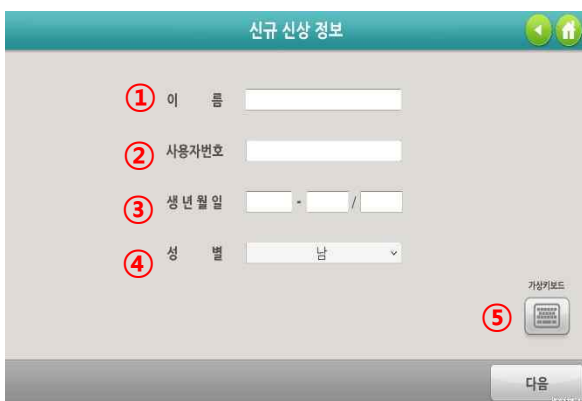 신규 신상 정보
① 이 름
② 사용자번호
③ 생년월일 - /
④ 성 별 남
가상키보드
⑤
다음